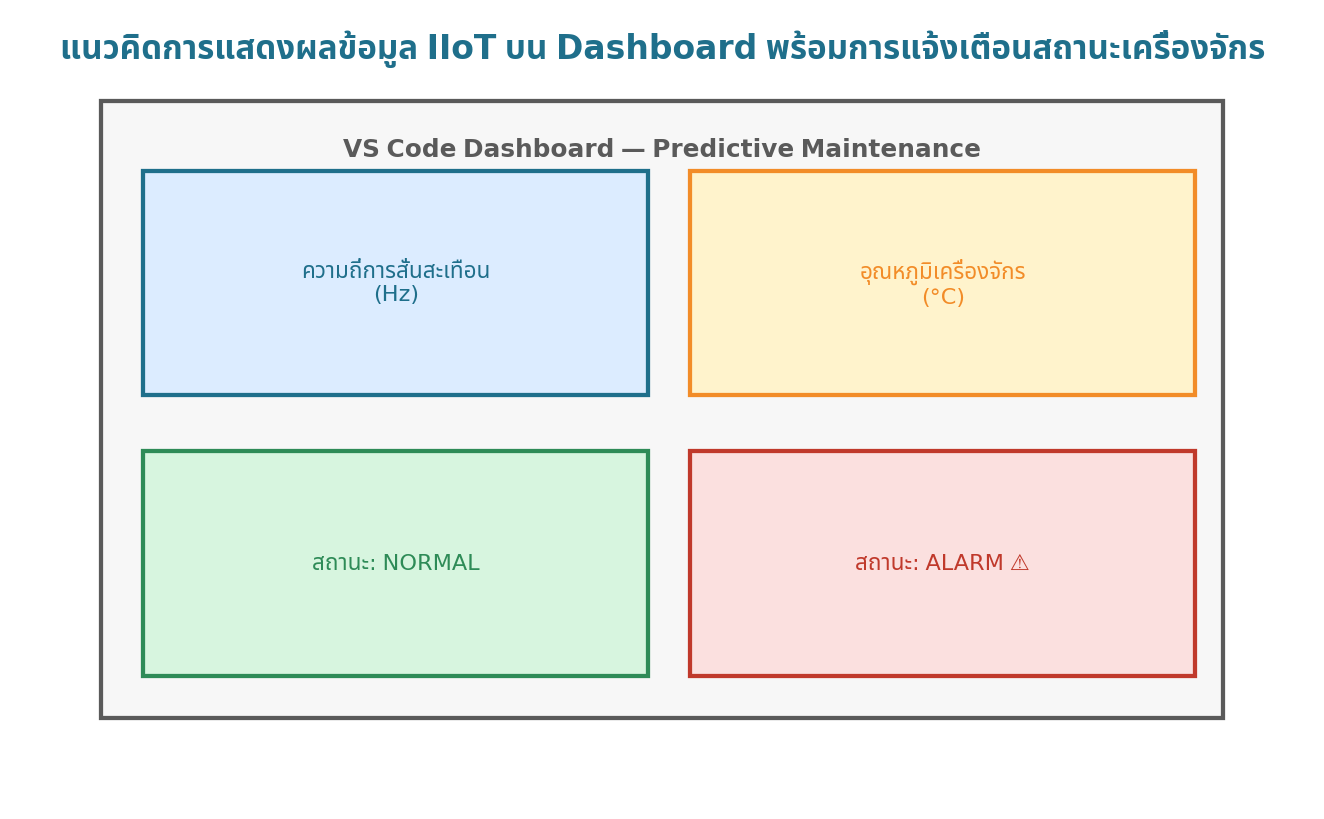 แนวคิดการแสดงผลข้อมูล IIoT บน Dashboard พร้อมการแจ้งเตือนสถานะเครื่องจักร
VS Code Dashboard — Predictive Maintenance
ความถี่การสั่นสะเทือน
(Hz)
อุณหภูมิเครื่องจักร
(°C)
สถานะ: NORMAL
สถานะ: ALARM ⚠